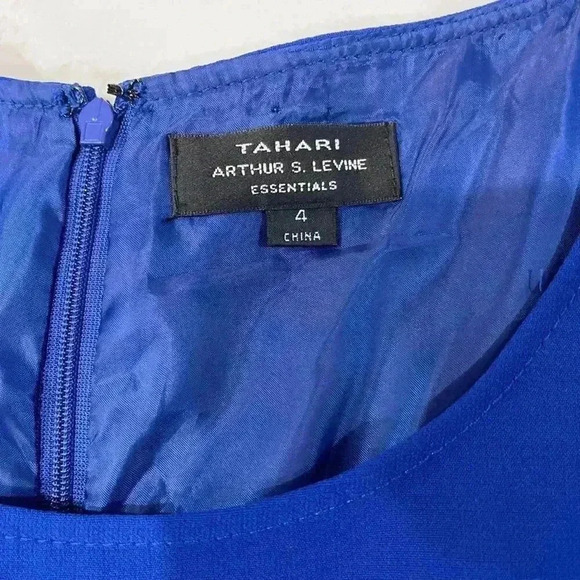 TAHARI
ARTHUR S. LEVINE
ESSENTIALS
4
CHINA